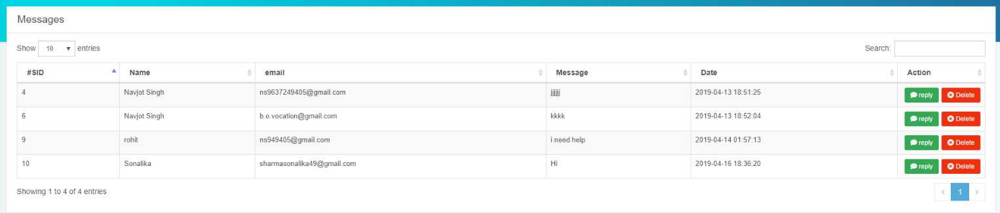 Messages
Show 10 entries Search:
#SID Name email Message Date Action
4 Navjot Singh ns9637249405@gmail.com jjjjjj 2019-04-13 18:51:25 reply Delete
6 Navjot Singh b.o.vocation@gmail.com kkkk 2019-04-13 18:52:04 reply Delete
9 rohit ns949405@gmail.com i need help 2019-04-14 01:57:13 reply Delete
10 Sonalika sharmasonalika49@gmail.com Hi 2019-04-16 18:36:20 reply Delete
Showing 1 to 4 of 4 entries < 1 >